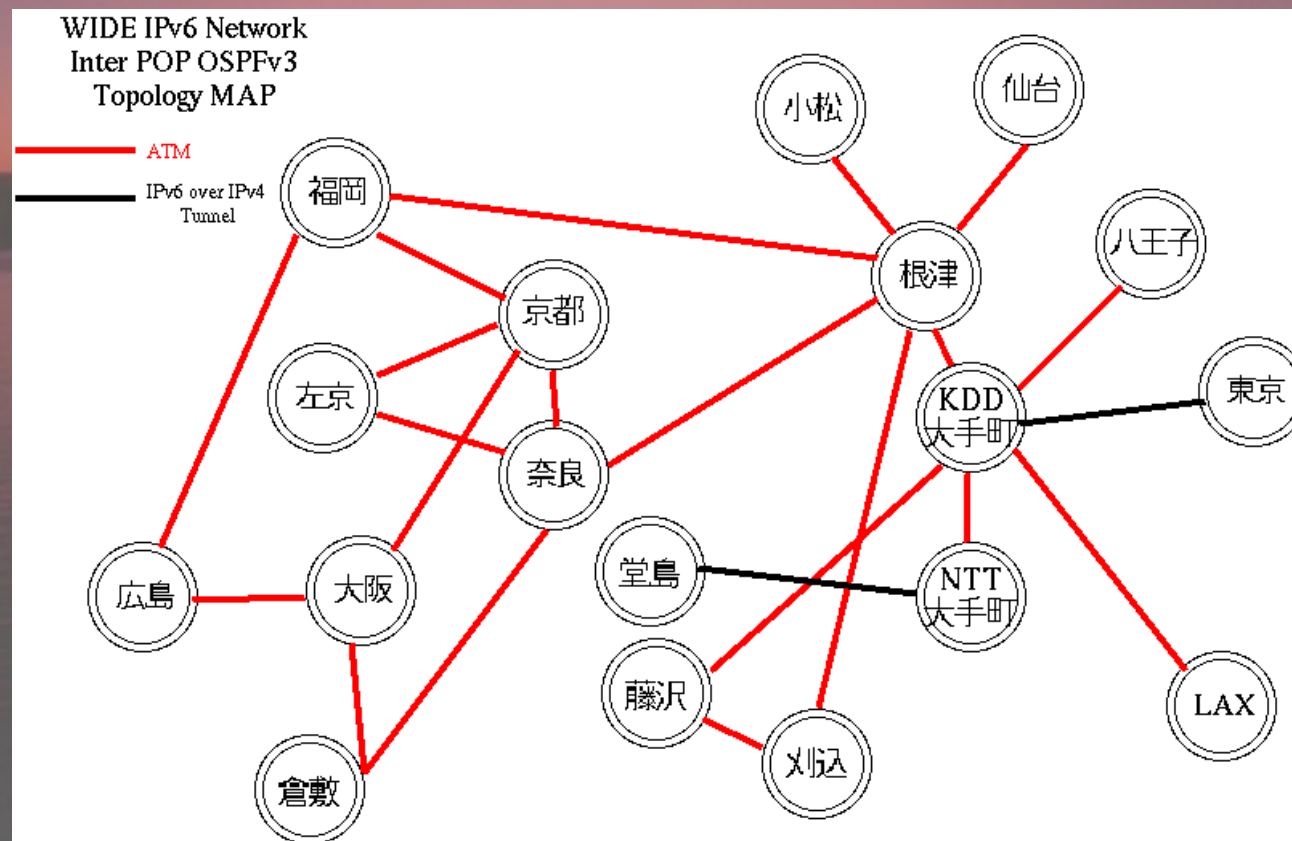 WIDE IPv6 Network
Inter POP OSPFv3
Topology MAP
ATM
IPv6 over IPv4
Tunnel
小松
仙台
福岡
八王子
根津
京都
左京
KDD
大手町
東京
奈良
堂島
広島
大阪
NTT
大手町
藤沢
LAX
刈込
倉敷